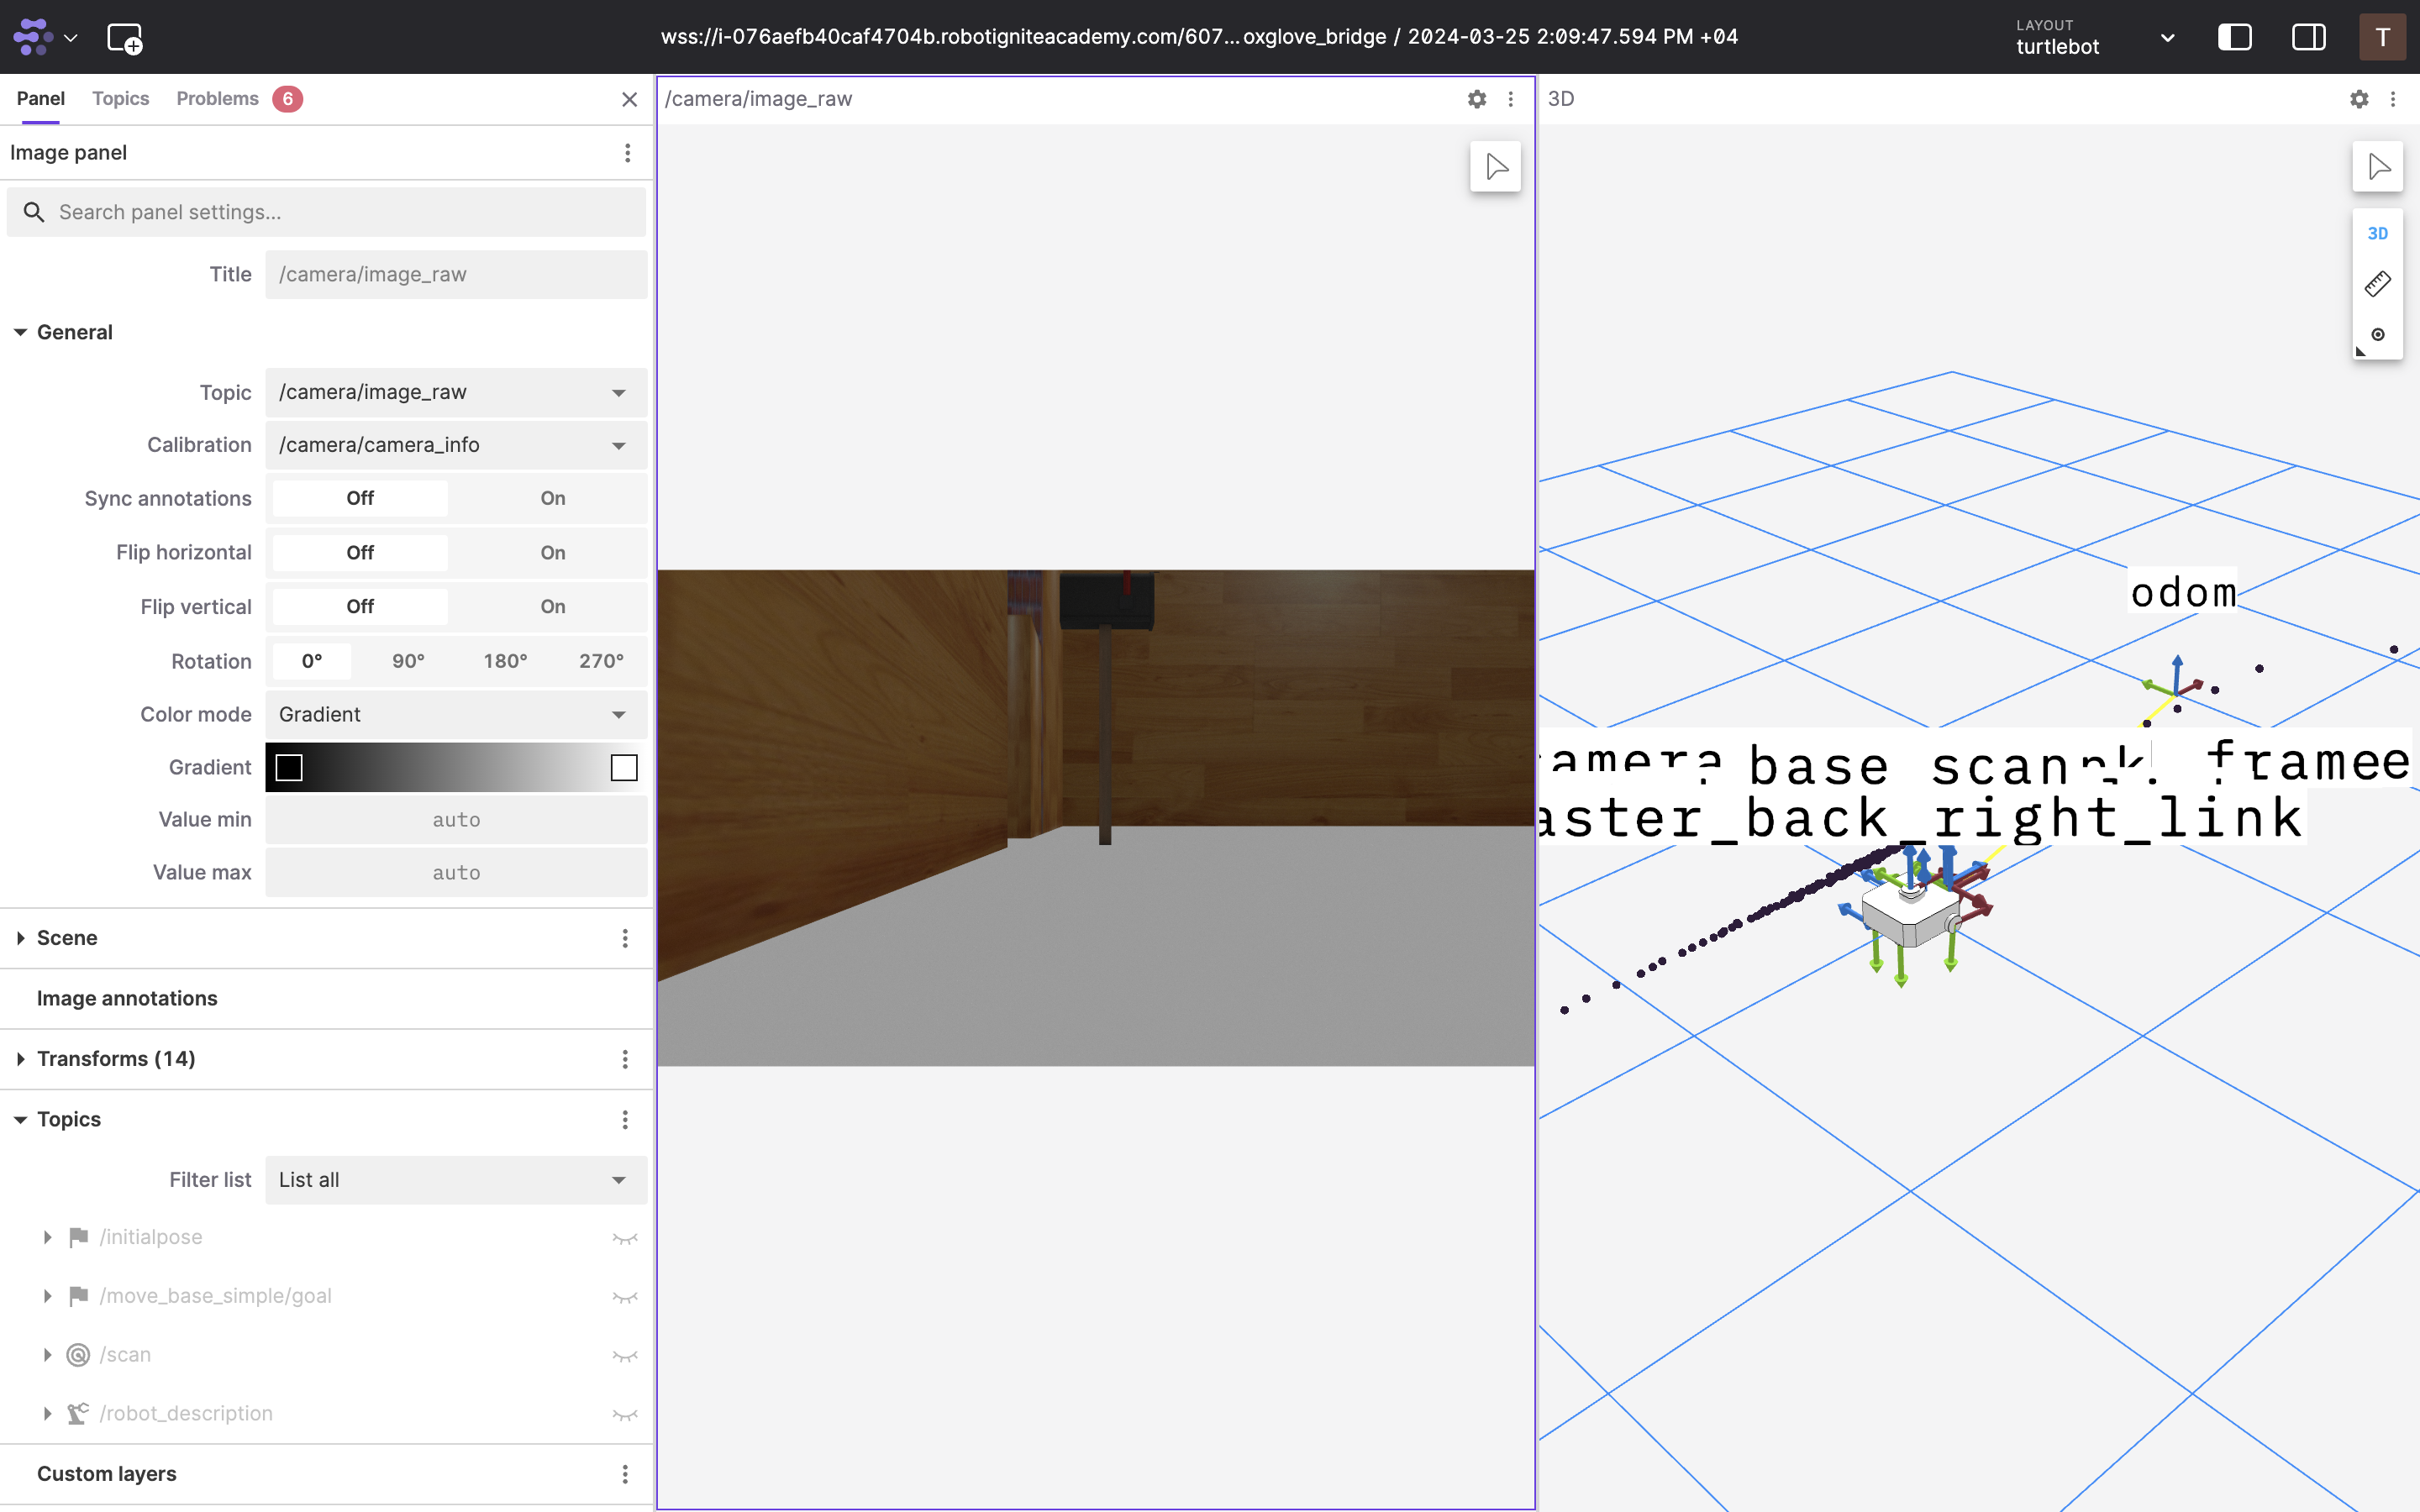 wss://i-076aefb40caf4704b.robotigniteacademy.com/607...oxglove_bridge / 2024-03-25 2:09:47.594 PM +04
LAYOUT
turtlebot
T
Panel
Topics
Problems
6
Image panel
Search panel settings...
Title
/camera/image_raw
General
Topic
/camera/image_raw
Calibration
/camera/camera_info
Sync annotations
Off
On
Flip horizontal
Off
On
Flip vertical
Off
On
Rotation
0°
90°
180°
270°
Color mode
Gradient
Gradient
Value min
auto
Value max
auto
Scene
Image annotations
Transforms (14)
Topics
Filter list
List all
/initialpose
/move_base_simple/goal
/scan
/robot_description
Custom layers
/camera/image_raw
3D
3D
odom
base scan
aster_back_right_link